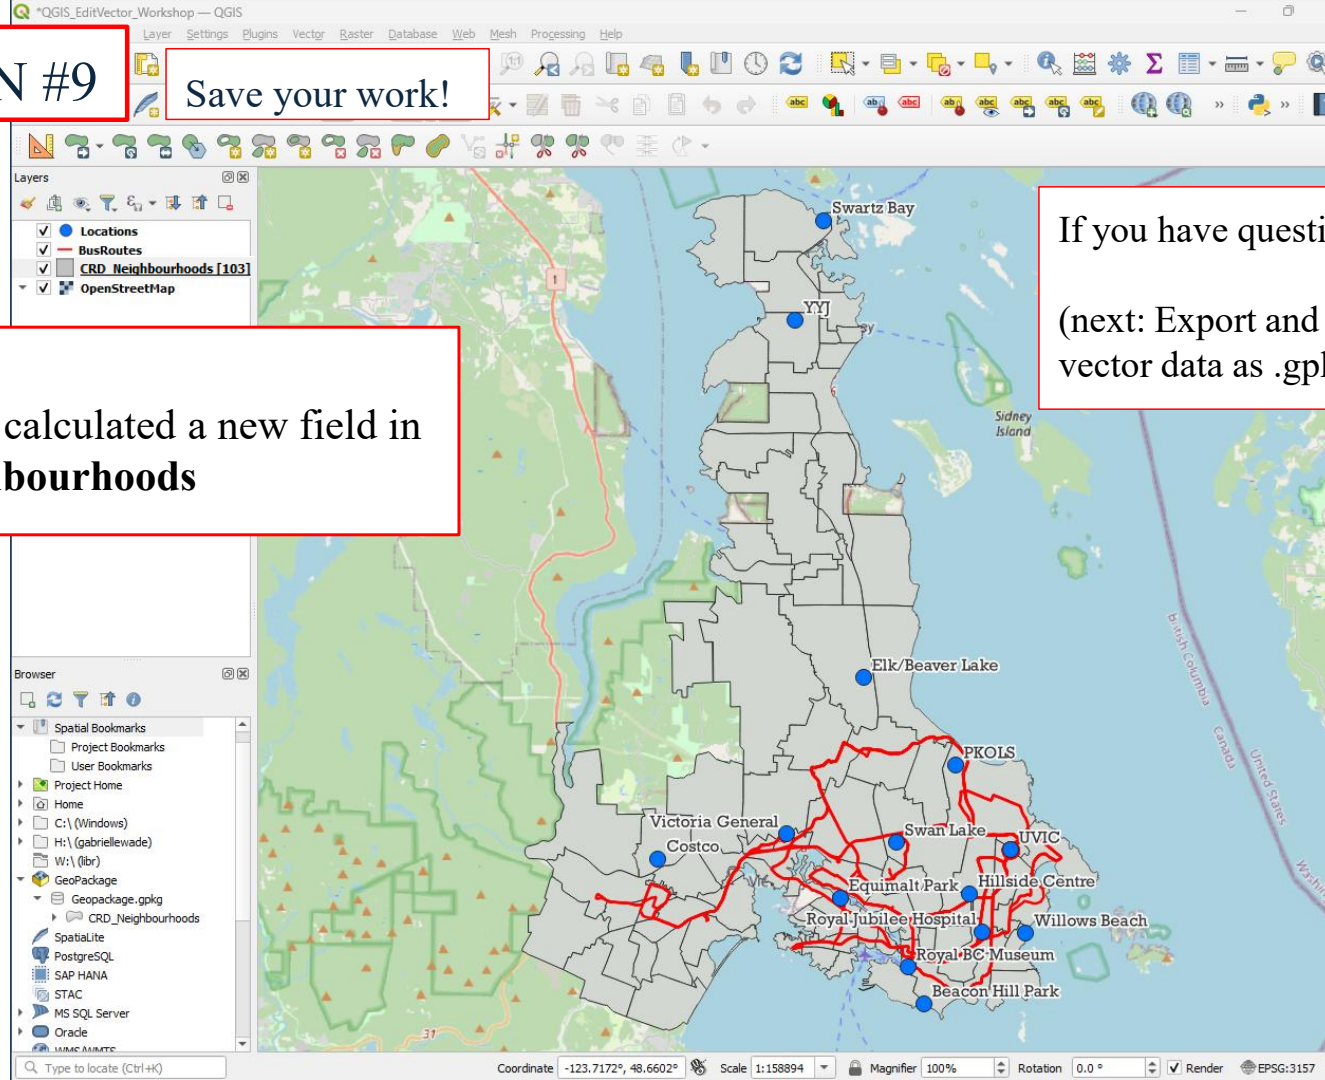 *QGIS_EditVector_Workshop — QGIS
Layer Settings Plugins Vector Raster Database Web Mesh Processing Help
N #9
Save your work!
Layers
Locations
BusRoutes
CRD_Neighbourhoods [103]
OpenStreetMap
calculated a new field in
bourhoods
If you have questi
(next: Export and
vector data as .gp
Swartz Bay
YYJ
Sidney
Island
Elk/Beaver Lake
PKOLS
Victoria General
Costco
Swan Lake
UVIC
Equimalt Park
Hillside Centre
Royal Jubilee Hospital
Willows Beach
Royal BC Museum
Beacon Hill Park
British Columbia
Canada
United States
1
31
Browser
Spatial Bookmarks
Project Bookmarks
User Bookmarks
Project Home
Home
C:\ (Windows)
H:\ (gabriellewade)
W:\ (libr)
GeoPackage
Geopackage.gpkg
CRD_Neighbourhoods
SpatiaLite
PostgreSQL
SAP HANA
STAC
MS SQL Server
Oracle
WMS/WMTS
Type to locate (Ctrl+K)
Coordinate -123.7172°, 48.6602° Scale 1:158894 Magnifier 100% Rotation 0.0 ° Render EPSG:3157